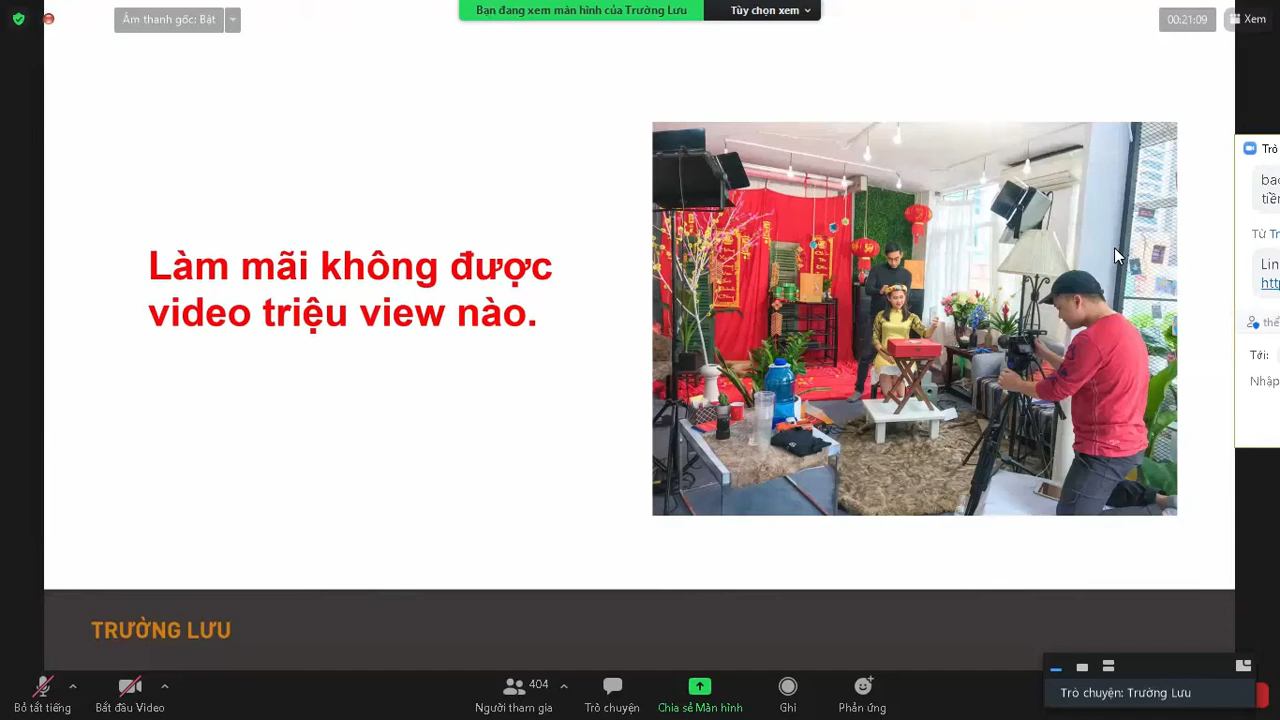 Âm thanh gốc: Bật
Bạn đang xem màn hình của Trường Lưu
Tùy chọn xem
00:21:09
Xem
Làm mãi không được
video triệu view nào.
Trò
Từ Tr
Lin
Tới:
Nhập
TRƯỜNG LƯU
Bỏ tắt tiếng
Bắt đầu Video
404
Người tham gia
Trò chuyện
Chia sẻ Màn hình
Ghi
Phản ứng
Trò chuyện: Trường Lưu